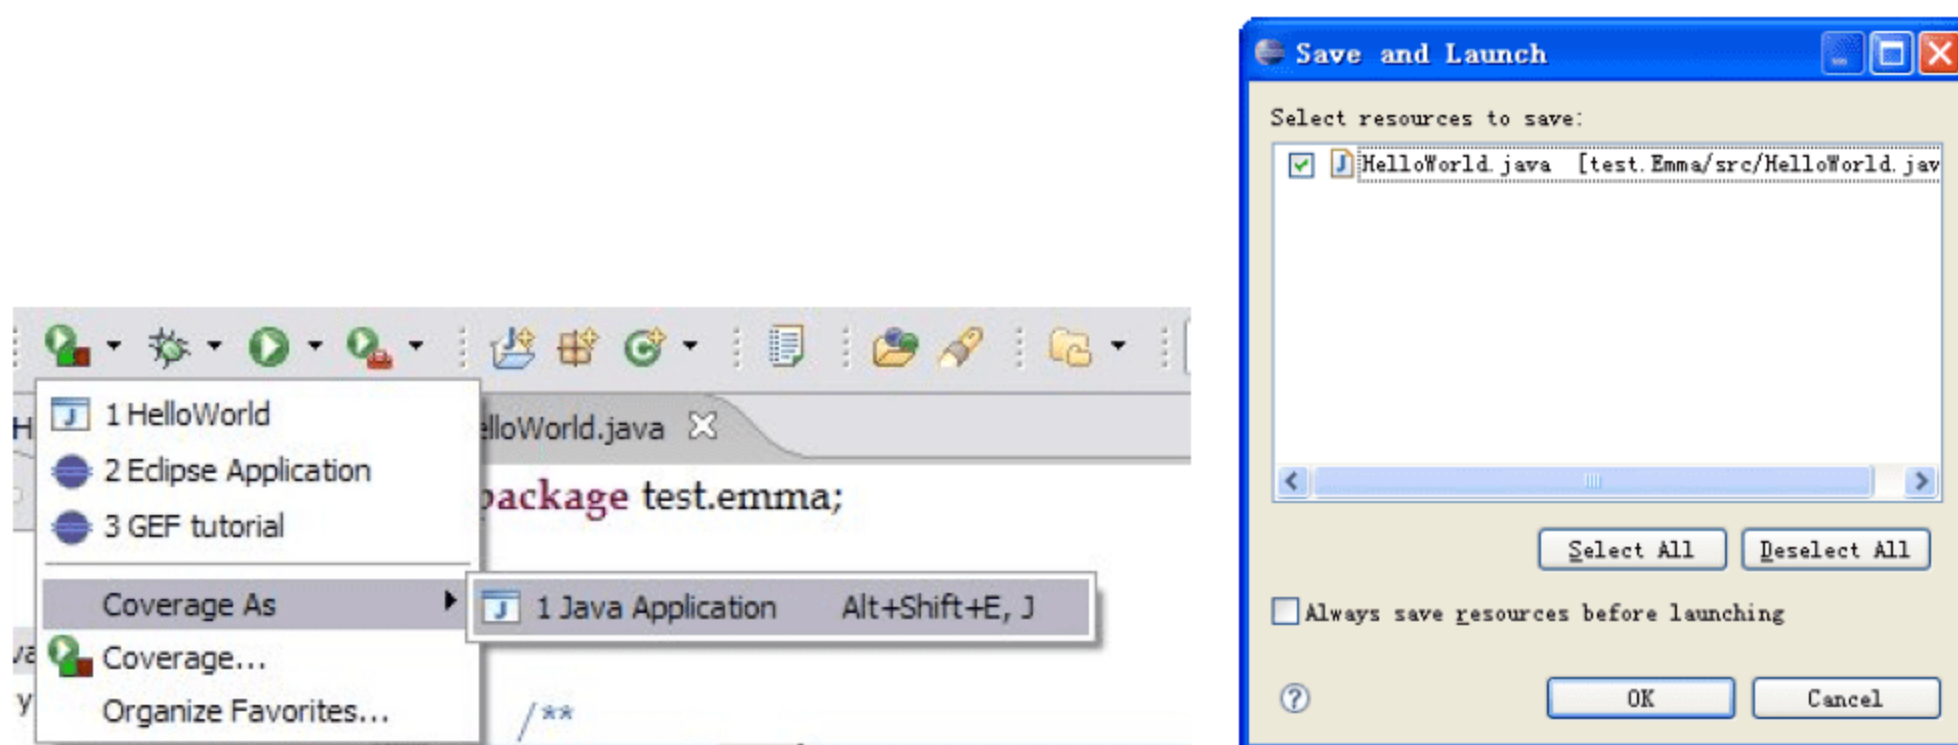 1 HelloWorld
2 Eclipse Application
3 GEF tutorial
Coverage As
1 Java Application Alt+Shift+E, J
Coverage...
Organize Favorites...
H
elloWorld.java
package test.emma;
va
y
/**
Save and Launch
Select resources to save:
HelloWorld.java [test.Emma/src/HelloWorld.jav
Select All
Deselect All
Always save resources before launching
OK
Cancel